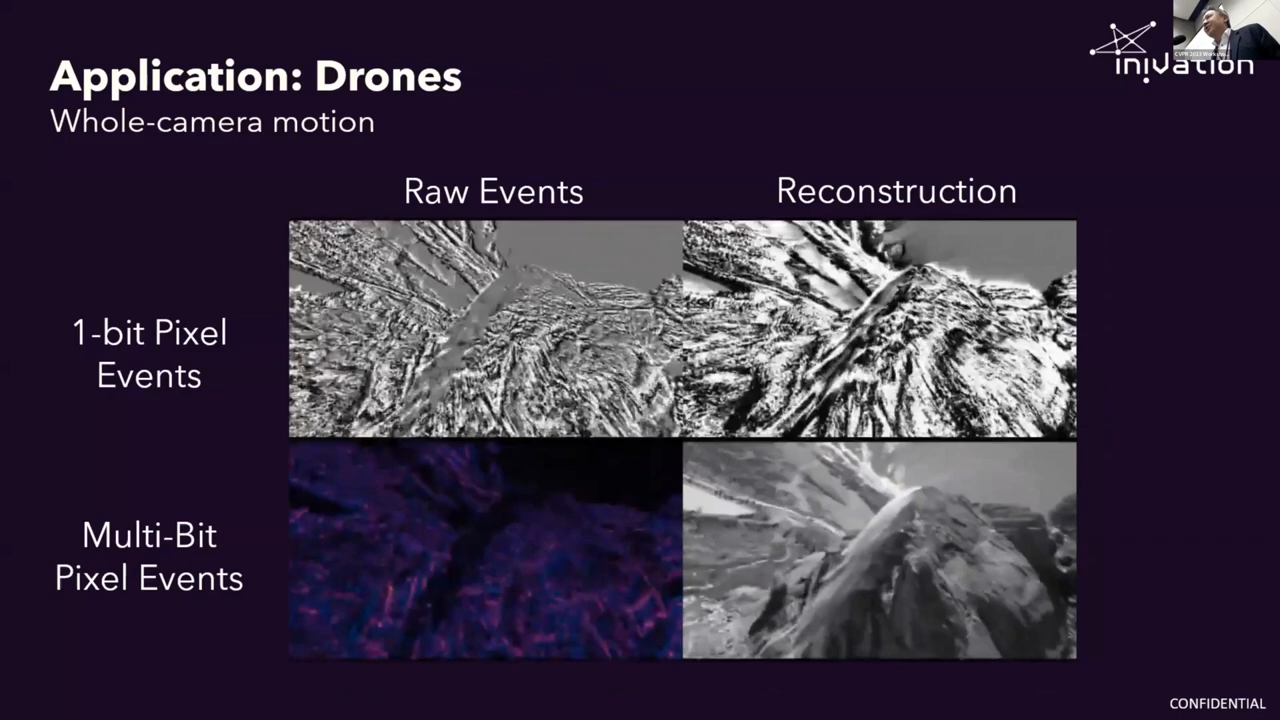 Application: Drones
Whole-camera motion
inivation
Raw Events
Reconstruction
1-bit Pixel
Events
Multi-Bit
Pixel Events
CONFIDENTIAL